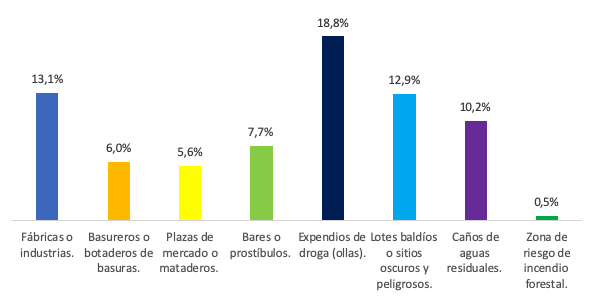 13,1%
6,0%
5,6%
7,7%
18,8%
12,9%
10,2%
0,5%
Fábricas o
industrias.
Basureros o
botaderos de
basuras.
Plazas de
mercado o
mataderos.
Bares o
prostíbulos.
Expendios de
droga (ollas).
Lotes baldíos
o sitios
oscuros y
peligrosos.
Caños de
aguas
residuales.
Zona de
riesgo de
incendio
forestal.